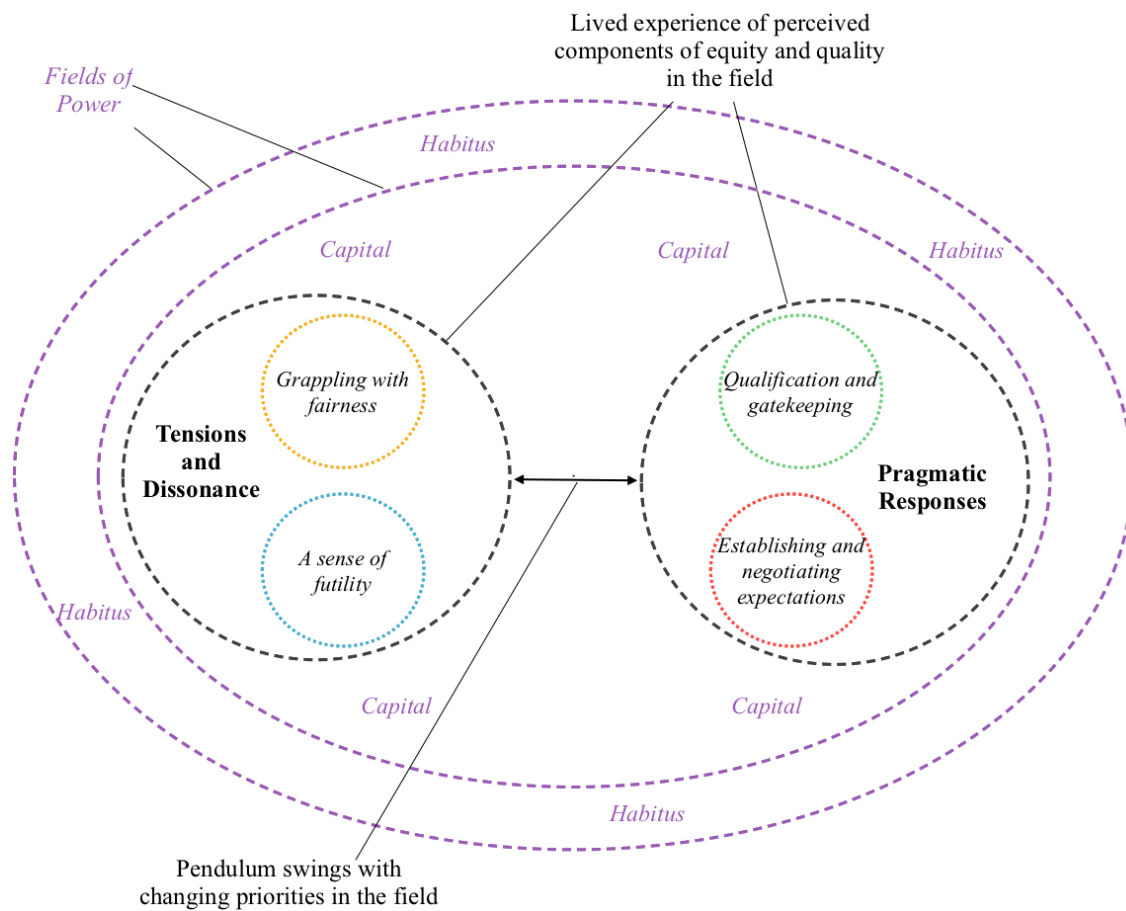 Lived experience of perceived
components of equity and quality
in the field
Fields of
Power
Habitus
Capital
Capital
Habitus
Grappling with
fairness
Qualification and
gatekeeping
Tensions
and
Dissonance
Pragmatic
Responses
A sense of
futility
Establishing and
negotiating
expectations
Habitus
Capital
Capital
Habitus
Pendulum swings with
changing priorities in the field